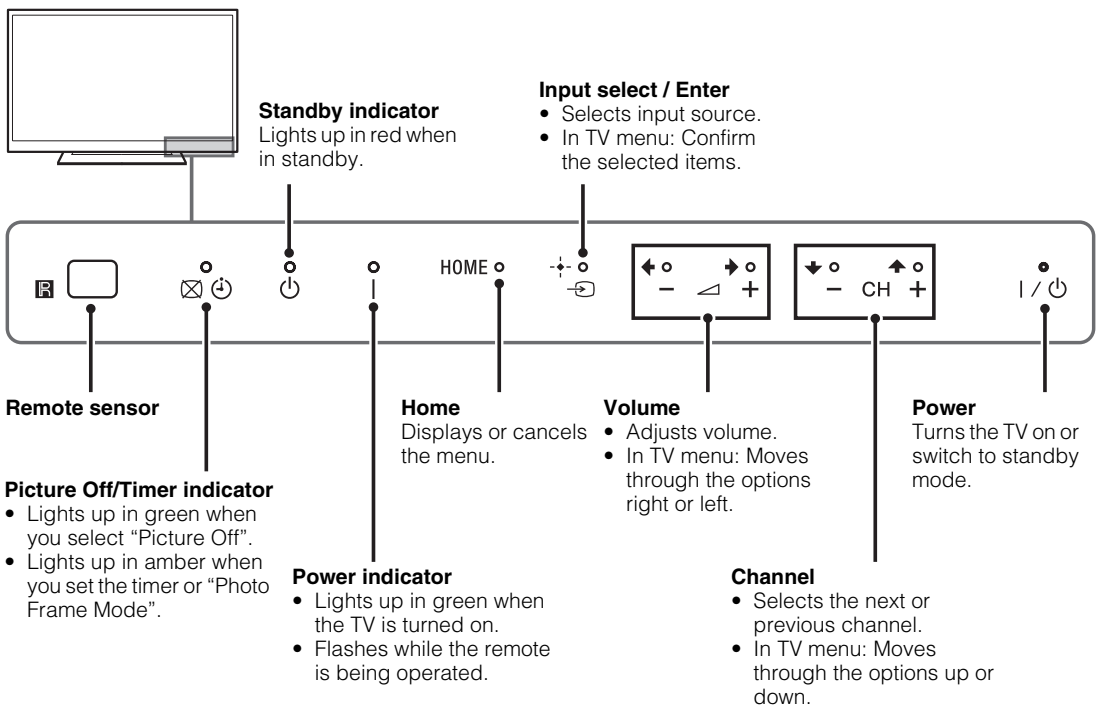 Standby indicator
Lights up in red when
in standby.
Input select / Enter
• Selects input source.
• In TV menu: Confirm
the selected items.
HOME
− +
− CH +
Remote sensor
Picture Off/Timer indicator
• Lights up in green when
you select “Picture Off”.
• Lights up in amber when
you set the timer or “Photo
Frame Mode”.
Power indicator
• Lights up in green when
the TV is turned on.
• Flashes while the remote
is being operated.
Home
Displays or cancels
the menu.
Volume
• Adjusts volume.
• In TV menu: Moves
through the options
right or left.
Channel
• Selects the next or
previous channel.
• In TV menu: Moves
through the options up or
down.
Power
Turns the TV on or
switch to standby
mode.